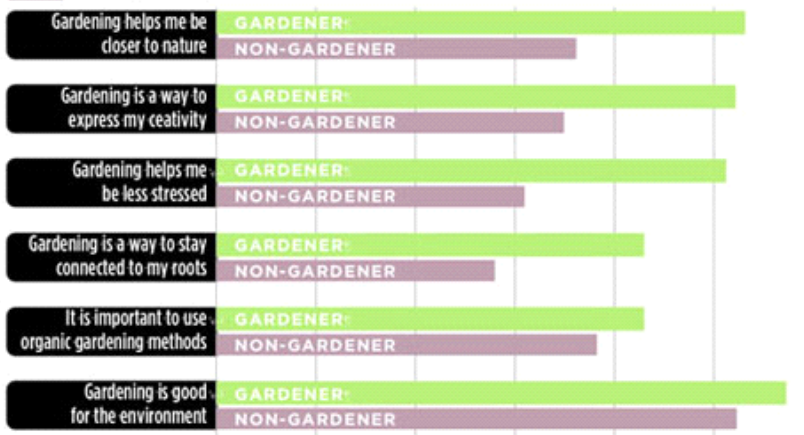 Gardening helps me be
closer to nature
GARDENER
NON-GARDENER
Gardening is a way to
express my ceativity
GARDENER
NON-GARDENER
Gardening helps me
be less stressed
GARDENER
NON-GARDENER
Gardening is a way to stay
connected to my roots
GARDENER
NON-GARDENER
It is important to use
organic gardening methods
GARDENER
NON-GARDENER
Gardening is good
for the environment
GARDENER
NON-GARDENER